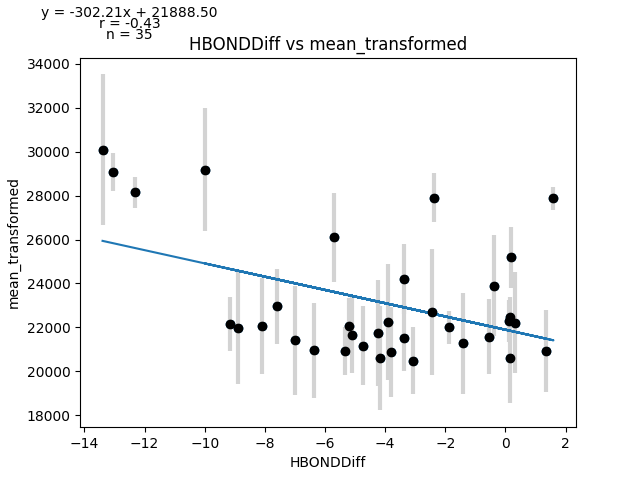 y = -302.21x + 21888.50
r = -0.43
n = 35
HBONDDiff vs mean_transformed
34000
32000
30000
28000
26000
24000
22000
20000
18000
mean_transformed
−14 −12 −10 −8 −6 −4 −2 0 2
HBONDDiff